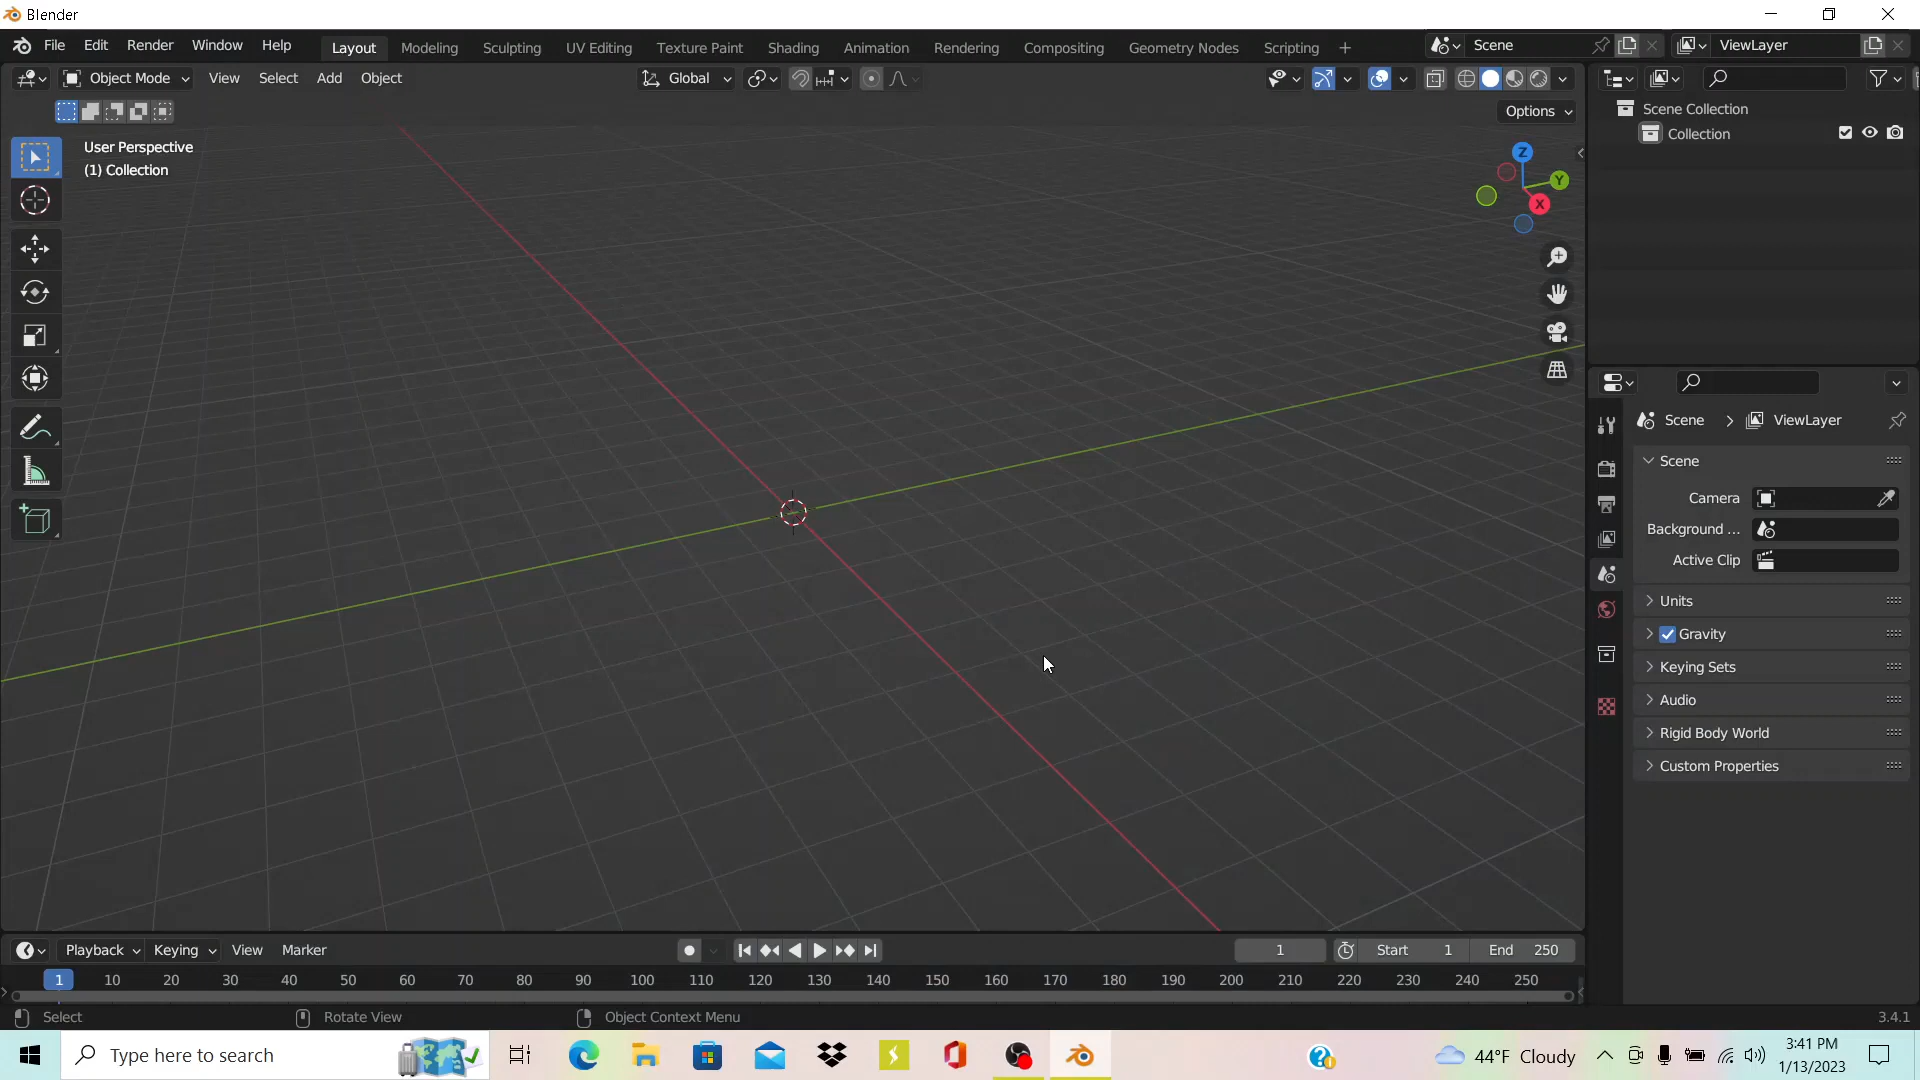 Blender
File Edit Render Window Help Layout Modeling Sculpting UV Editing Texture Paint Shading Animation Rendering Compositing Geometry Nodes Scripting + Scene ViewLayer
Object Mode View Select Add Object Global
Options
User Perspective
(1) Collection
Z
Y
X
Scene Collection
Collection
Scene > ViewLayer
Scene
Camera
Background ...
Active Clip
Units
Gravity
Keying Sets
Audio
Rigid Body World
Custom Properties
Playback Keying View Marker 1 Start 1 End 250
1 10 20 30 40 50 60 70 80 90 100 110 120 130 140 150 160 170 180 190 200 210 220 230 240 250
Select Rotate View Object Context Menu 3.4.1
Type here to search 44°F Cloudy 3:41 PM
1/13/2023